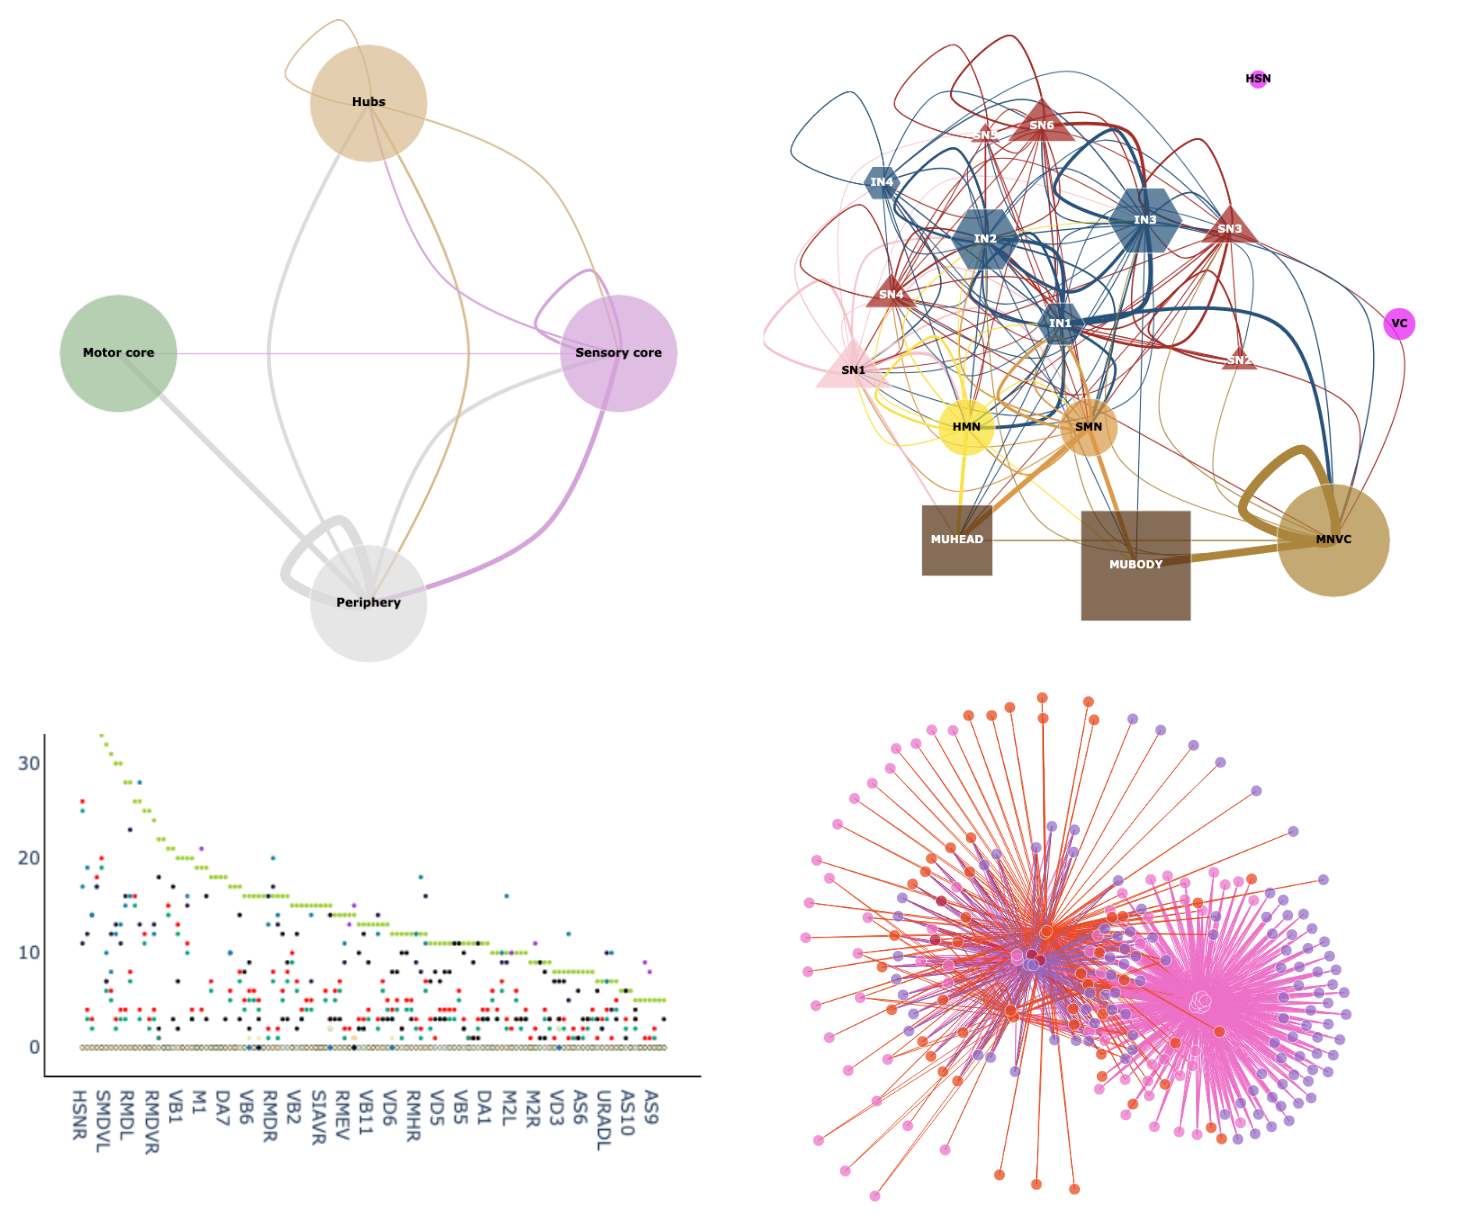 Hubs
Motor core
Sensory core
Periphery
HSN
SN6
SN5
IN4
IN3
SN3
IN2
SN4
IN1
VC
SN2
SN1
HMN
SMN
MUHEAD
MNVC
MUBODY
30
20
10
0
HSNR
SMDVL
RMDL
RMDVR
VB1
M1
DA7
VB6
RMDR
VB2
SIAVR
RMEV
VB11
VD6
RMHR
VD5
VB5
DA1
M2L
M2R
VD3
AS6
URADL
AS10
AS9